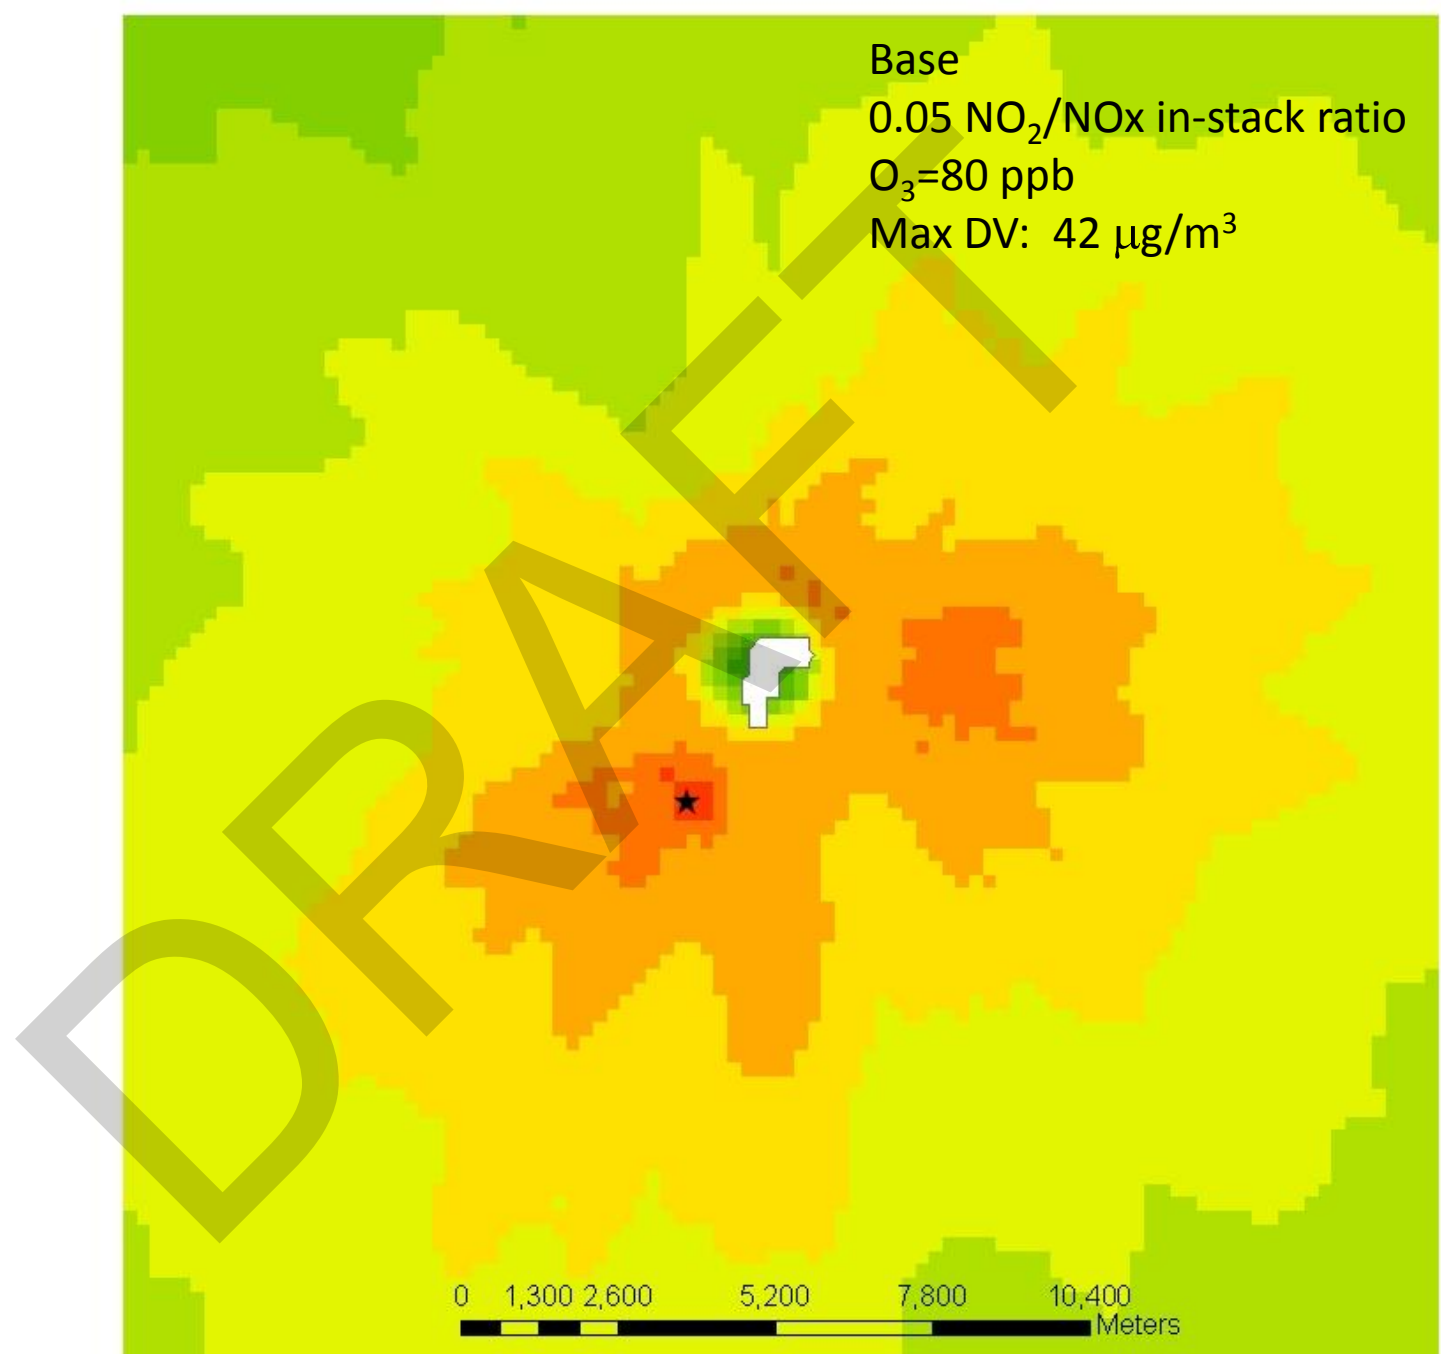 Base
0.05 NO₂/NOx in-stack ratio
O₃=80 ppb
Max DV: 42 μg/m³
DRAFT
0 1,300 2,600 5,200 7,800 10,400
Meters